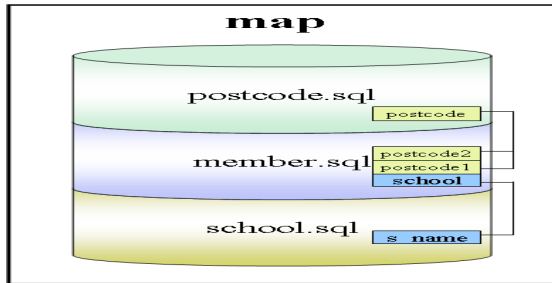 map
postcode.sql
postcode
member.sql
postcode2
postcode1
school
school.sql
s_name